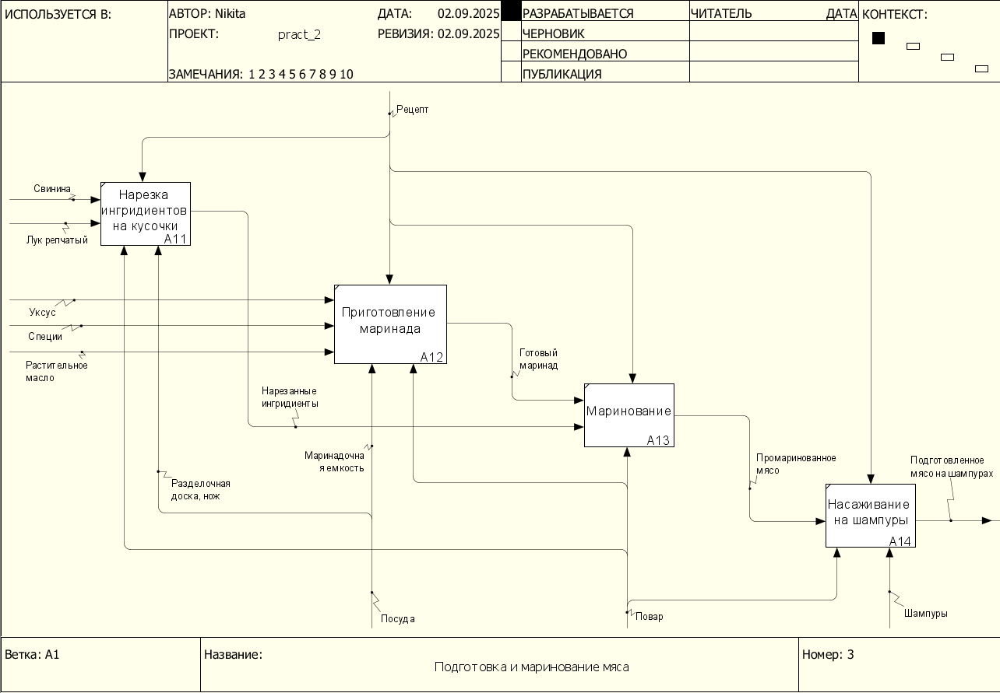 ИСПОЛЬЗУЕТСЯ В:
АВТОР: Nikita
ДАТА: 02.09.2025
ПРОЕКТ: pract_2
РЕВИЗИЯ: 02.09.2025
ЗАМЕЧАНИЯ: 1 2 3 4 5 6 7 8 9 10
РАЗРАБАТЫВАЕТСЯ
ЧЕРНОВИК
РЕКОМЕНДОВАНО
ПУБЛИКАЦИЯ
ЧИТАТЕЛЬ
ДАТА
КОНТЕКСТ:
Рецепт
Свинина
Лук репчатый
Нарезка
ингридиентов
на кусочки
A11
Уксус
Специи
Растительное
масло
Приготовление
маринада
A12
Готовый
маринад
Нарезанные
ингридиенты
Маринование
A13
Маринадочна
я емкость
Разделочная
доска, нож
Промаринованное
мясо
Подготовленное
мясо на шампурах
Насаживание
на шампуры
A14
Посуда
Повар
Шампуры
Ветка: A1
Название:
Подготовка и маринование мяса
Номер: 3